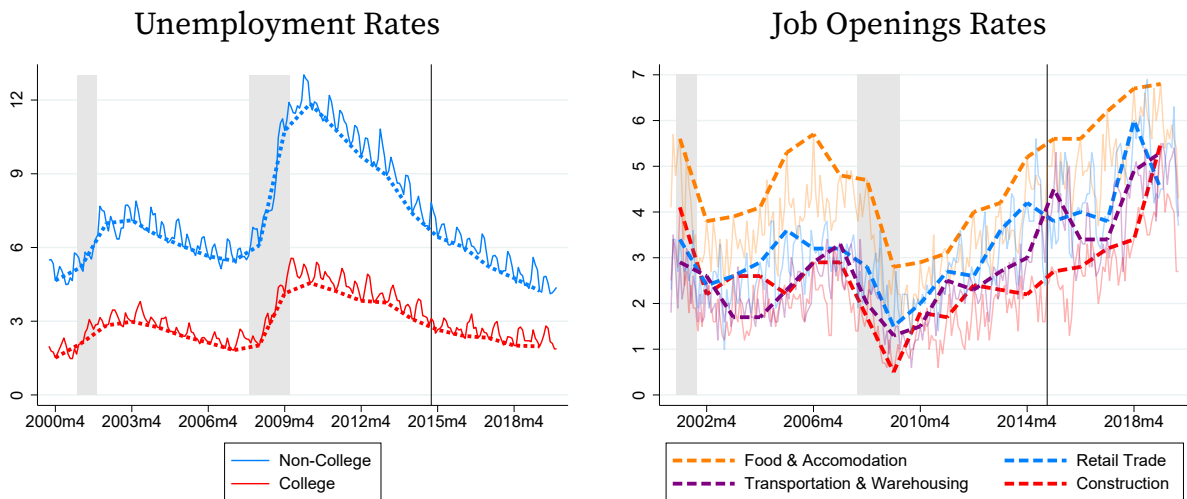 Unemployment Rates
12
9
6
3
0
2000m4 2003m4 2006m4 2009m4 2012m4 2015m4 2018m4
Non-College
College
Job Openings Rates
7
6
5
4
3
2
1
0
2002m4 2006m4 2010m4 2014m4 2018m4
Food & Accomodation Retail Trade
Transportation & Warehousing Construction